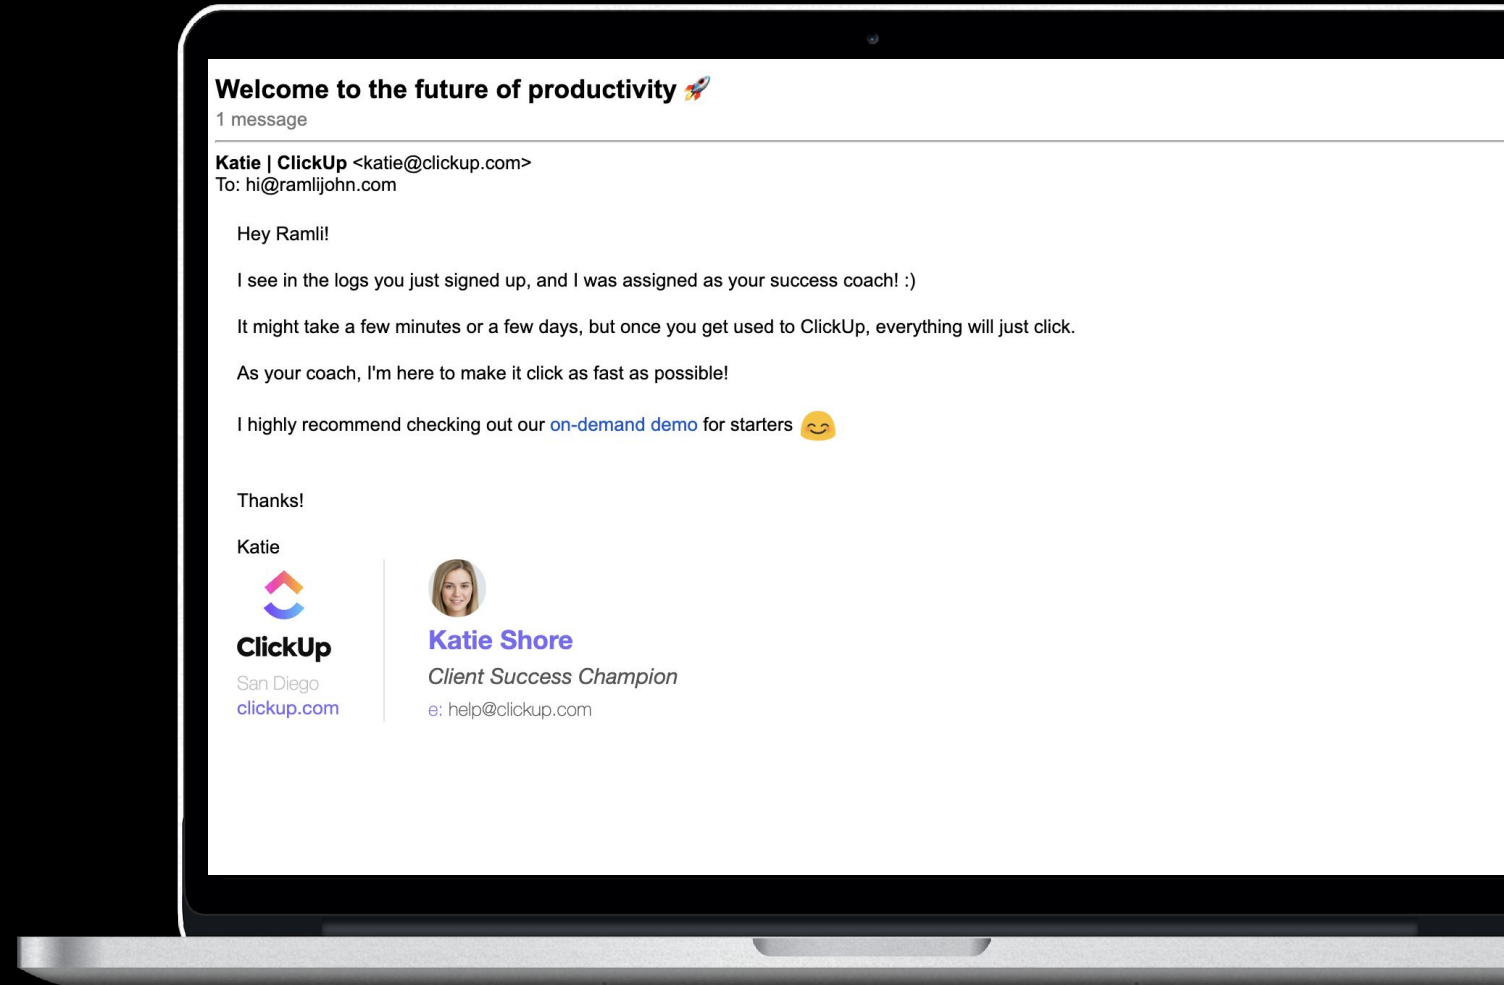 Welcome to the future of productivity 🚀
1 message
Katie | ClickUp <katie@clickup.com>
To: hi@ramlijohn.com
Hey Ramli!
I see in the logs you just signed up, and I was assigned as your success coach! :)
It might take a few minutes or a few days, but once you get used to ClickUp, everything will just click.
As your coach, I'm here to make it click as fast as possible!
I highly recommend checking out our on-demand demo for starters 😊
Thanks!
Katie
ClickUp
San Diego
clickup.com
Katie Shore
Client Success Champion
e: help@clickup.com